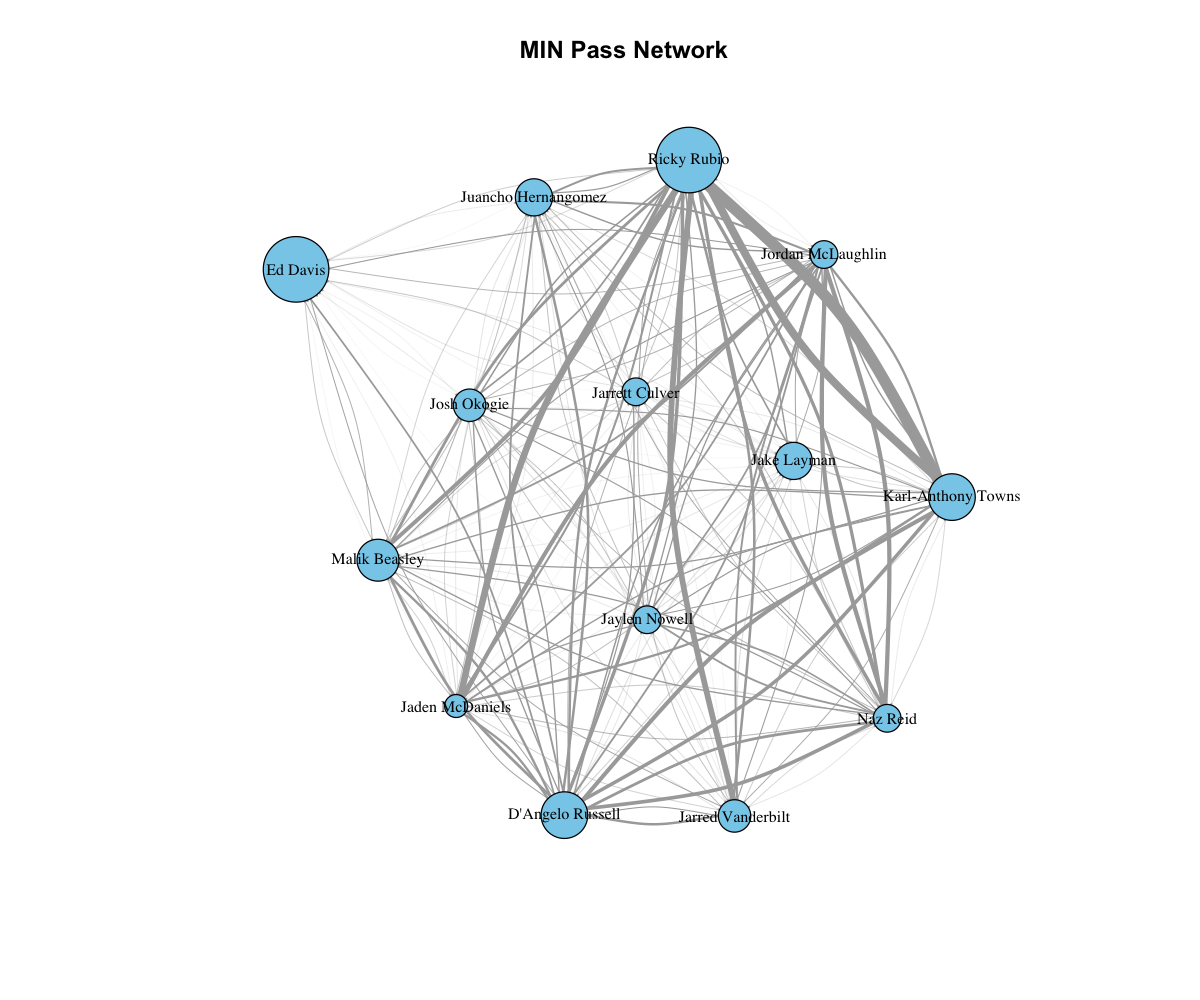 MIN Pass Network
Ricky Rubio
Juancho Hernangomez
Jordan McLaughlin
Ed Davis
Jarrett Culver
Josh Okogie
Jake Layman
Karl-Anthony Towns
Malik Beasley
Jaylen Nowell
Jaden McDaniels
Naz Reid
D'Angelo Russell
Jarred Vanderbilt